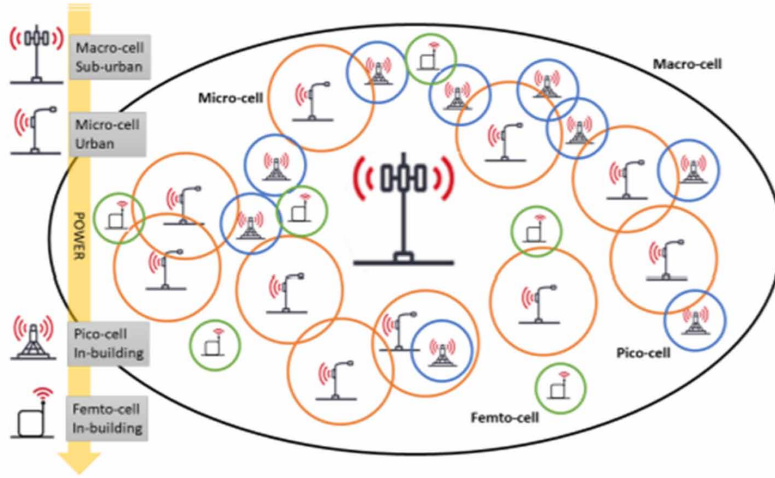 Macro-cell
Sub-urban
Micro-cell
Urban
POWER
Pico-cell
In-building
Femto-cell
In-building
Micro-cell
Macro-cell
Pico-cell
Femto-cell